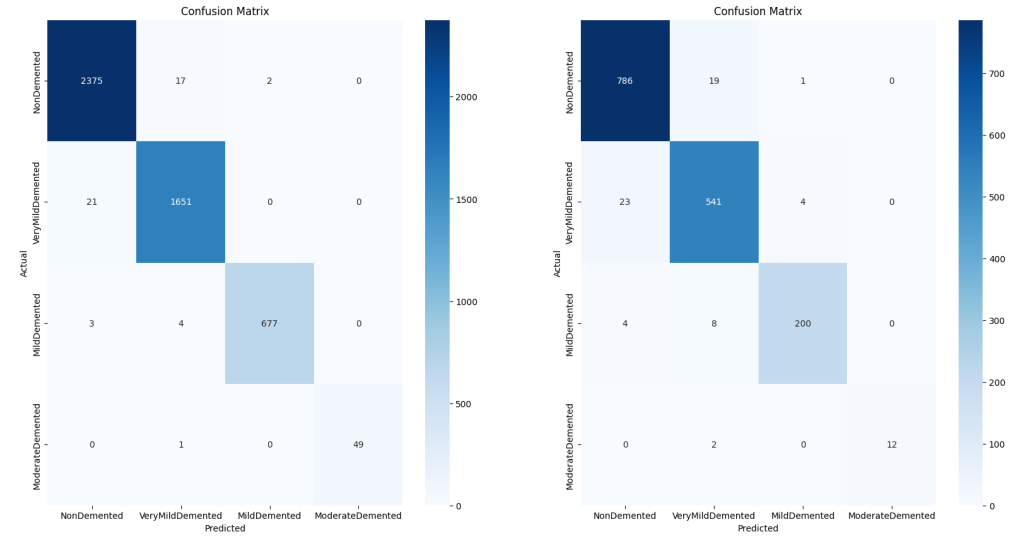 Confusion Matrix
NonDemented
2375 17 2 0
VeryMildDemented
21 1651 0 0
MildDemented
3 4 677 0
ModerateDemented
0 1 0 49
Actual
NonDemented VeryMildDemented MildDemented ModerateDemented
Predicted
2000
1500
1000
500
0
Confusion Matrix
NonDemented
786 19 1 0
VeryMildDemented
23 541 4 0
MildDemented
4 8 200 0
ModerateDemented
0 2 0 12
Actual
NonDemented VeryMildDemented MildDemented ModerateDemented
Predicted
700
600
500
400
300
200
100
0